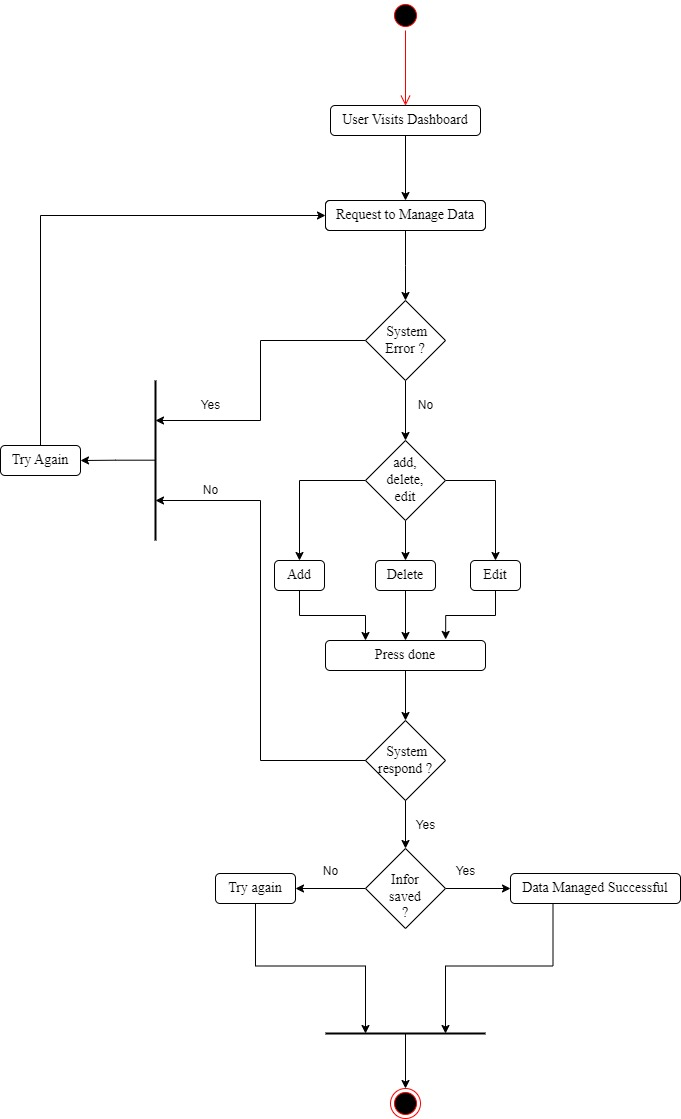 User Visits Dashboard
Request to Manage Data
System
Error ?
Yes
No
Try Again
add,
delete,
edit
No
Add
Delete
Edit
Press done
System
respond ?
Yes
No
Yes
Try again
Infor
saved
?
Data Managed Successful